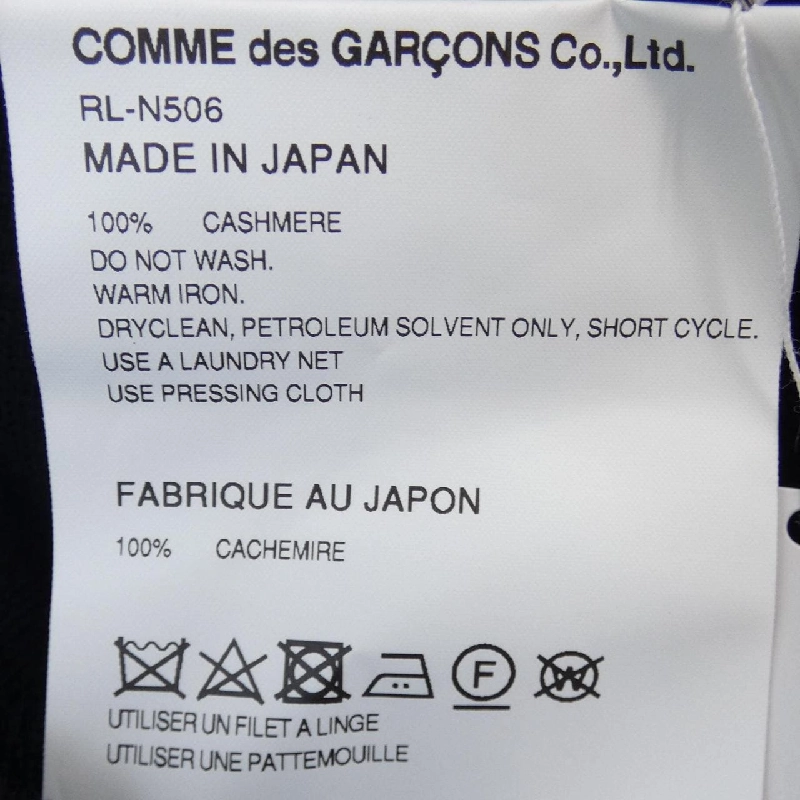 COMME des GARÇONS Co.,Ltd.
RL-N506
MADE IN JAPAN
100% CASHMERE
DO NOT WASH.
WARM IRON.
DRYCLEAN, PETROLEUM SOLVENT ONLY, SHORT CYCLE.
USE A LAUNDRY NET
USE PRESSING CLOTH
FABRIQUE AU JAPON
100% CACHEMIRE
F W
UTILISER UN FILET A LINGE
UTILISER UNE PATTEMOUILLE